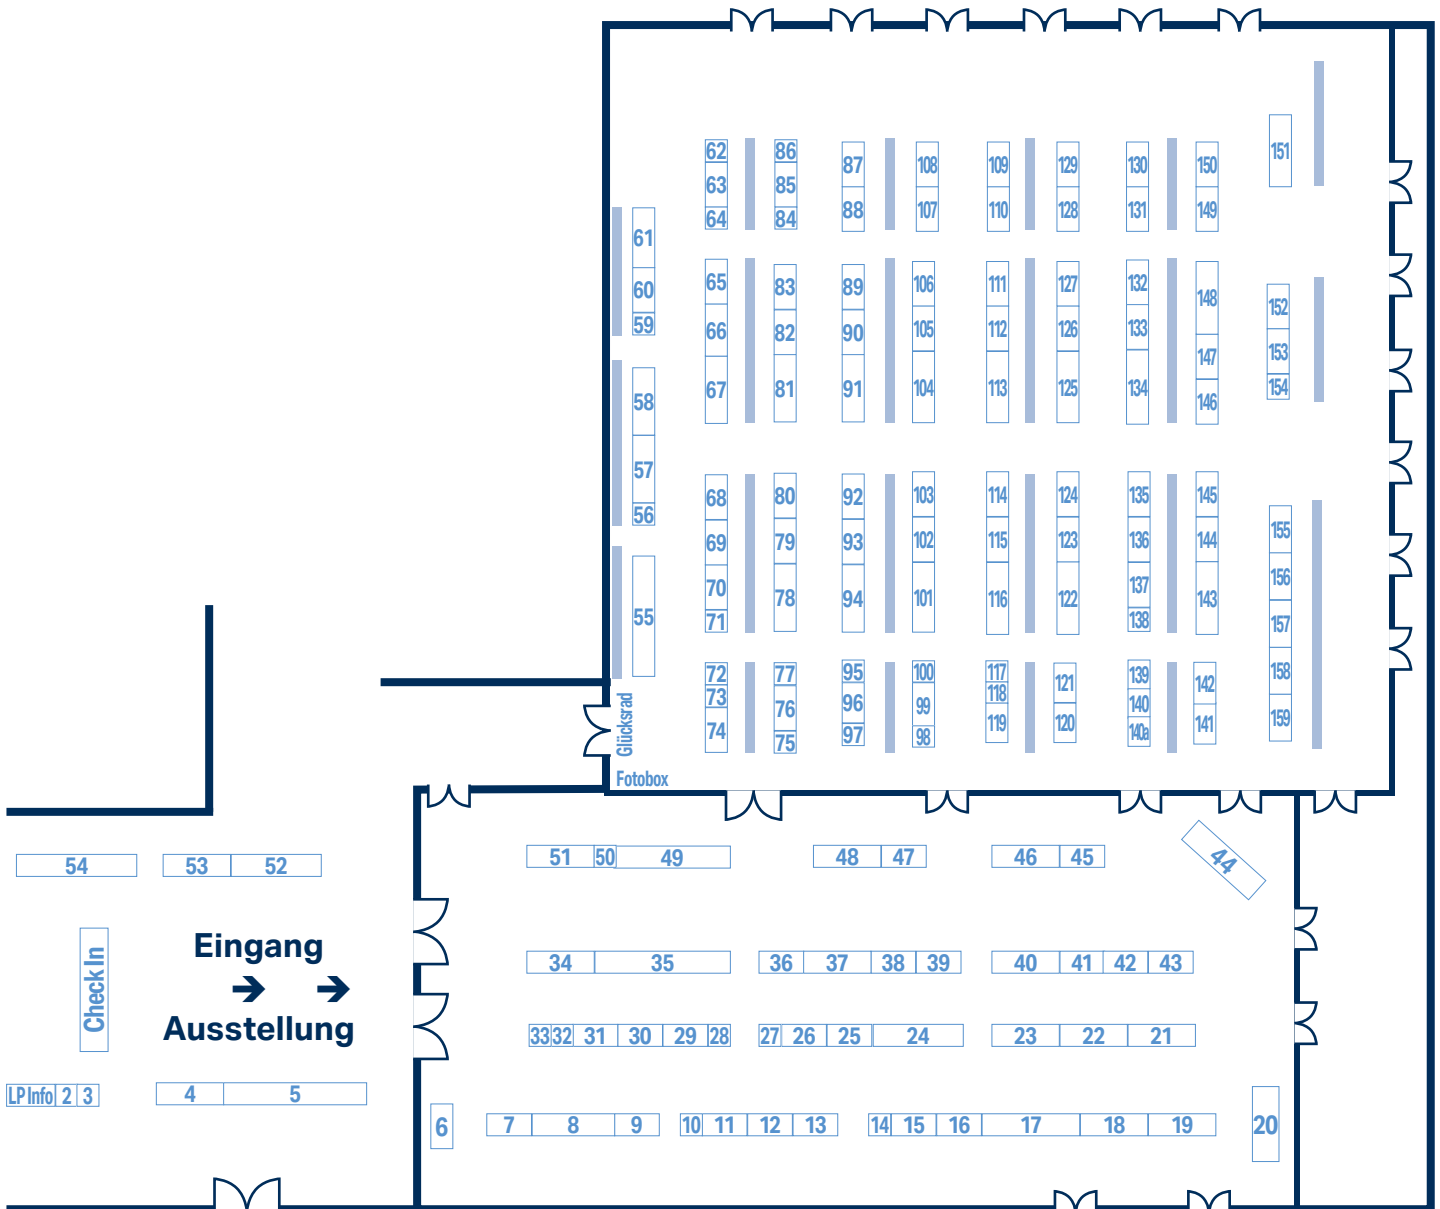 62 86 87 108 109 129 130 150 151
63 85
64 84 88 107 110 128 131 149
61
60 65 83 89 106 111 127 132 148 152
59 66 82 90 105 112 126 133 147 153
58 67 81 91 104 113 125 134 146 154
57 68 80 92 103 114 124 135 145
56 69 79 93 102 115 123 136 144 155
55 70 78 94 101 116 122 137 143 156
71 138 157
72 77 95 100 117 121 139 142 158
73 76 96 99 118 140
74 75 97 98 119 120 140a 141 159
Glücksrad
Fotobox
54 53 52 51 50 49 48 47 46 45 44
Check In
Eingang
→ →
Ausstellung
34 35 36 37 38 39 40 41 42 43
33 32 31 30 29 28 27 26 25 24 23 22 21
LP Info 2 3 4 5
6 7 8 9 10 11 12 13 14 15 16 17 18 19 20